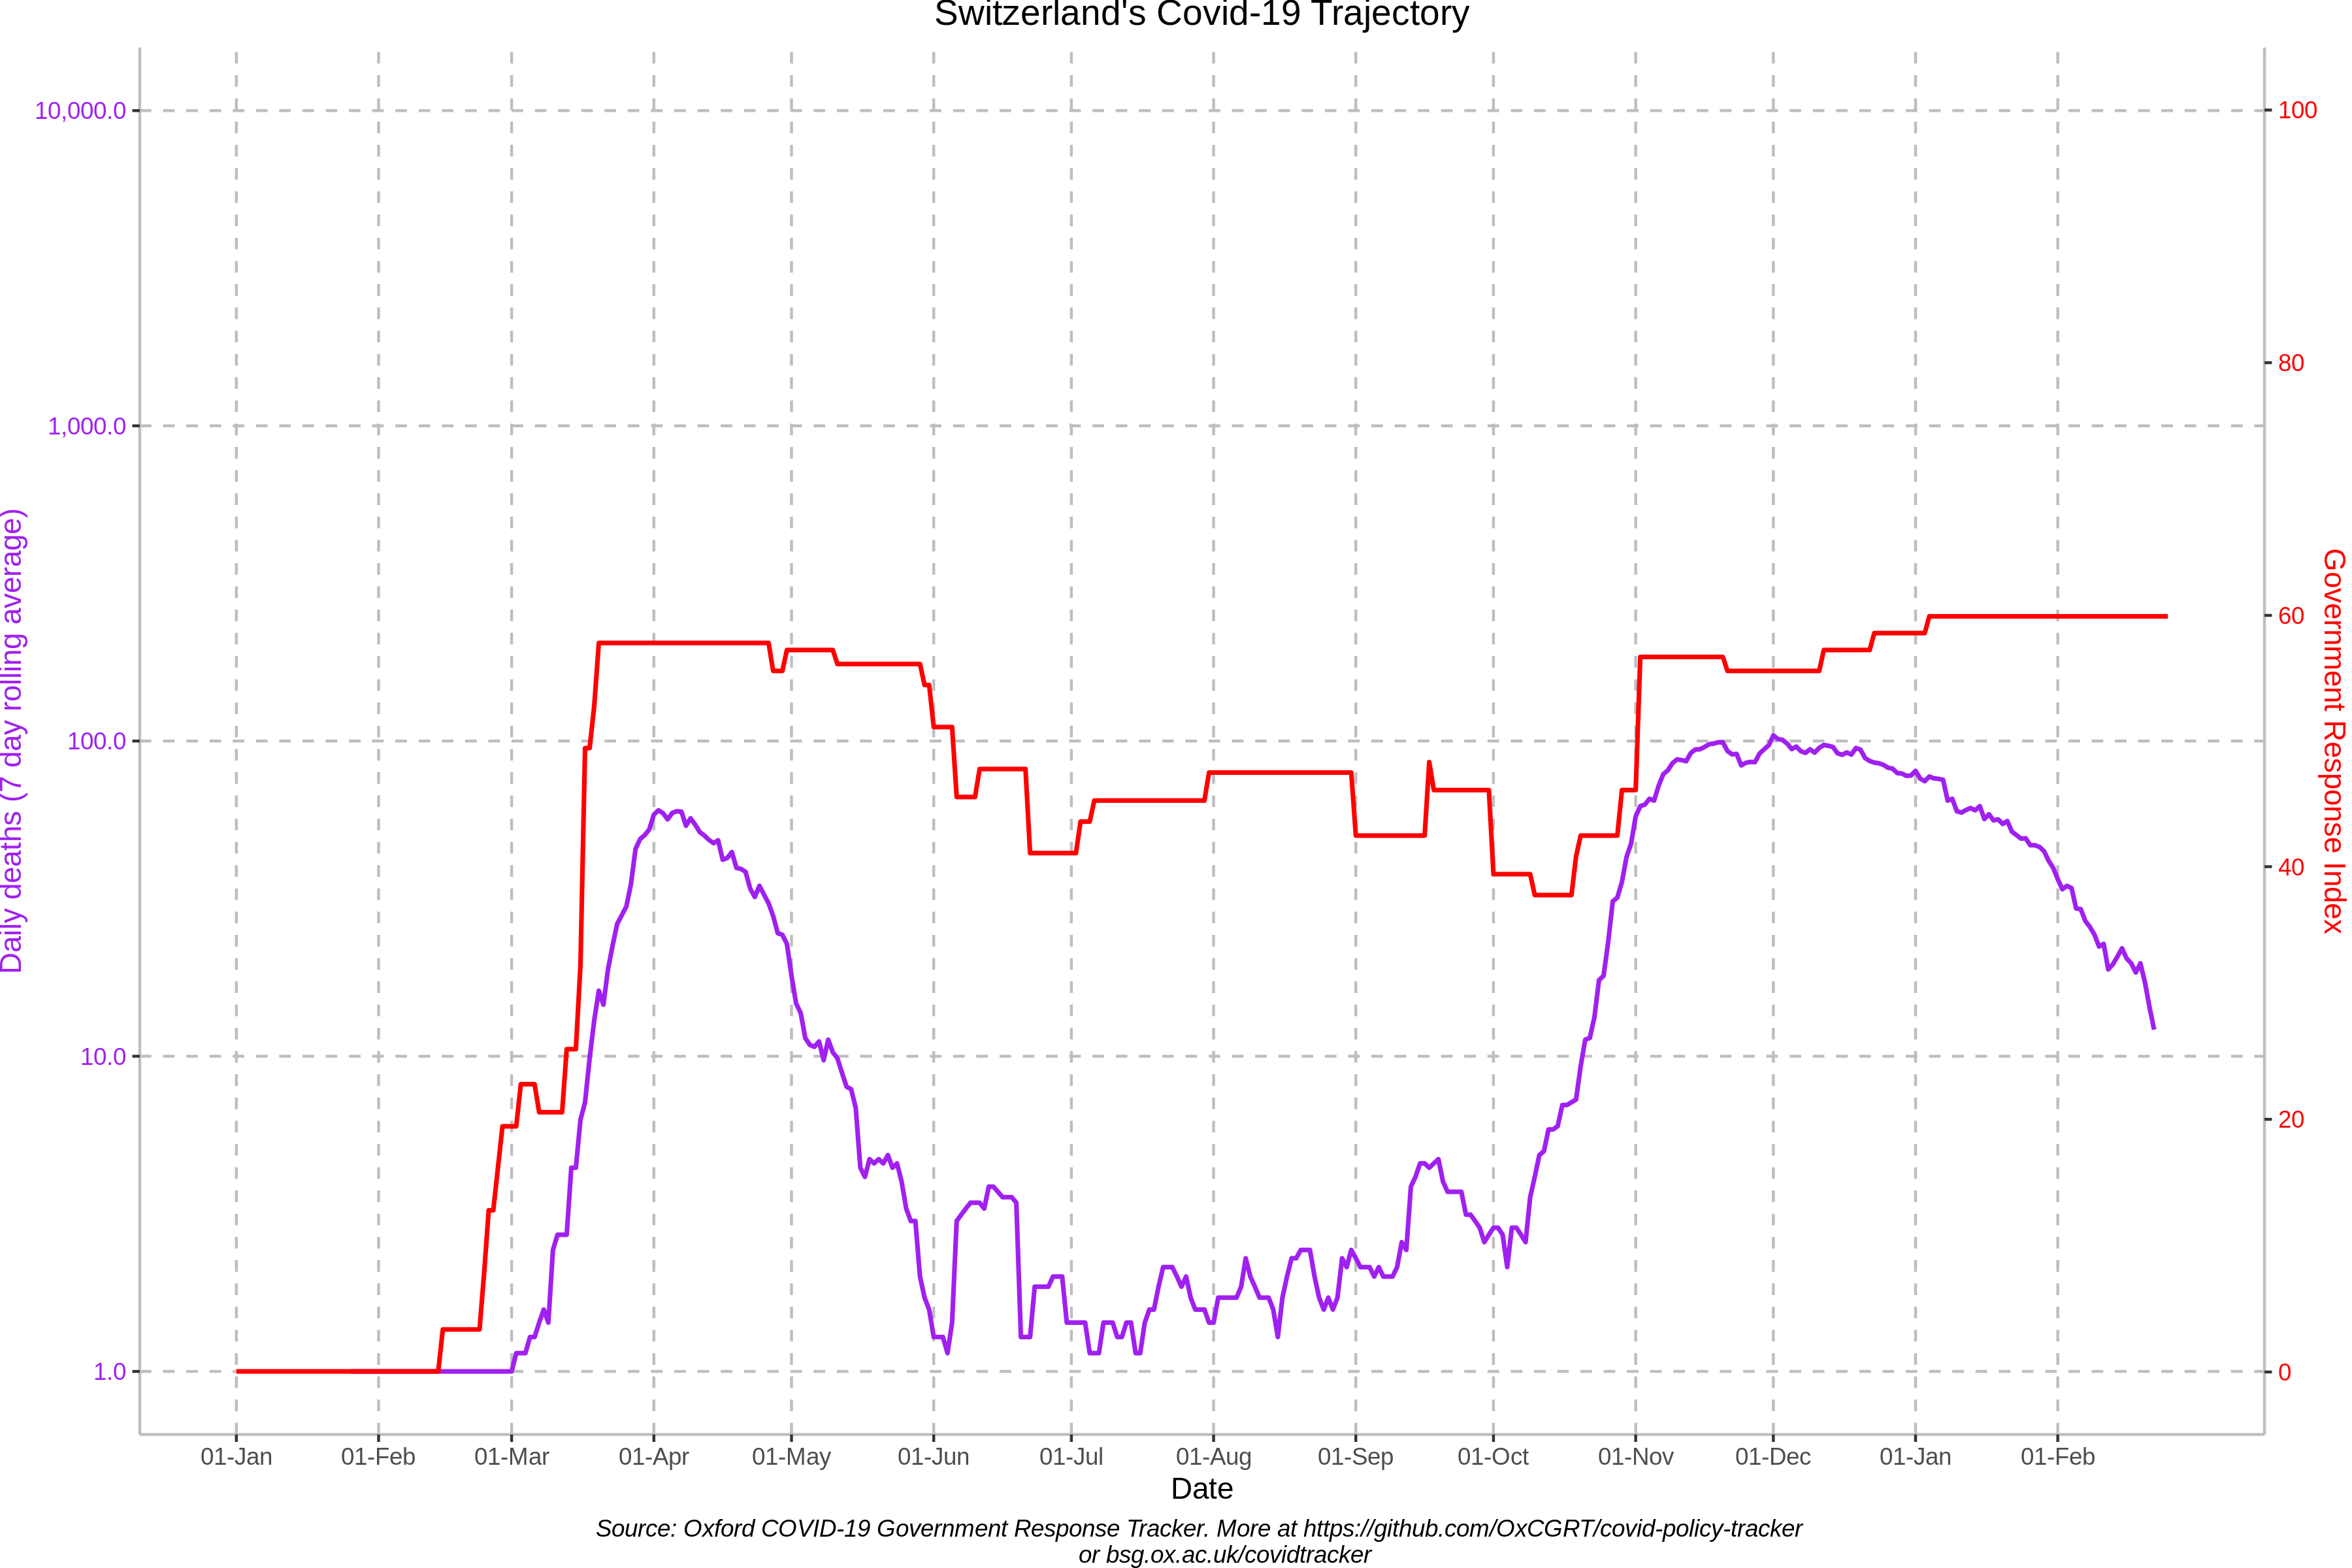 Switzerland's Covid-19 Trajectory
10,000.0
1,000.0
100.0
10.0
1.0
Daily deaths (7 day rolling average)
100
80
60
40
20
0
Government Response Index
01-Jan 01-Feb 01-Mar 01-Apr 01-May 01-Jun 01-Jul 01-Aug 01-Sep 01-Oct 01-Nov 01-Dec 01-Jan 01-Feb
Date
Source: Oxford COVID-19 Government Response Tracker. More at https://github.com/OxCGRT/covid-policy-tracker
or bsg.ox.ac.uk/covidtracker